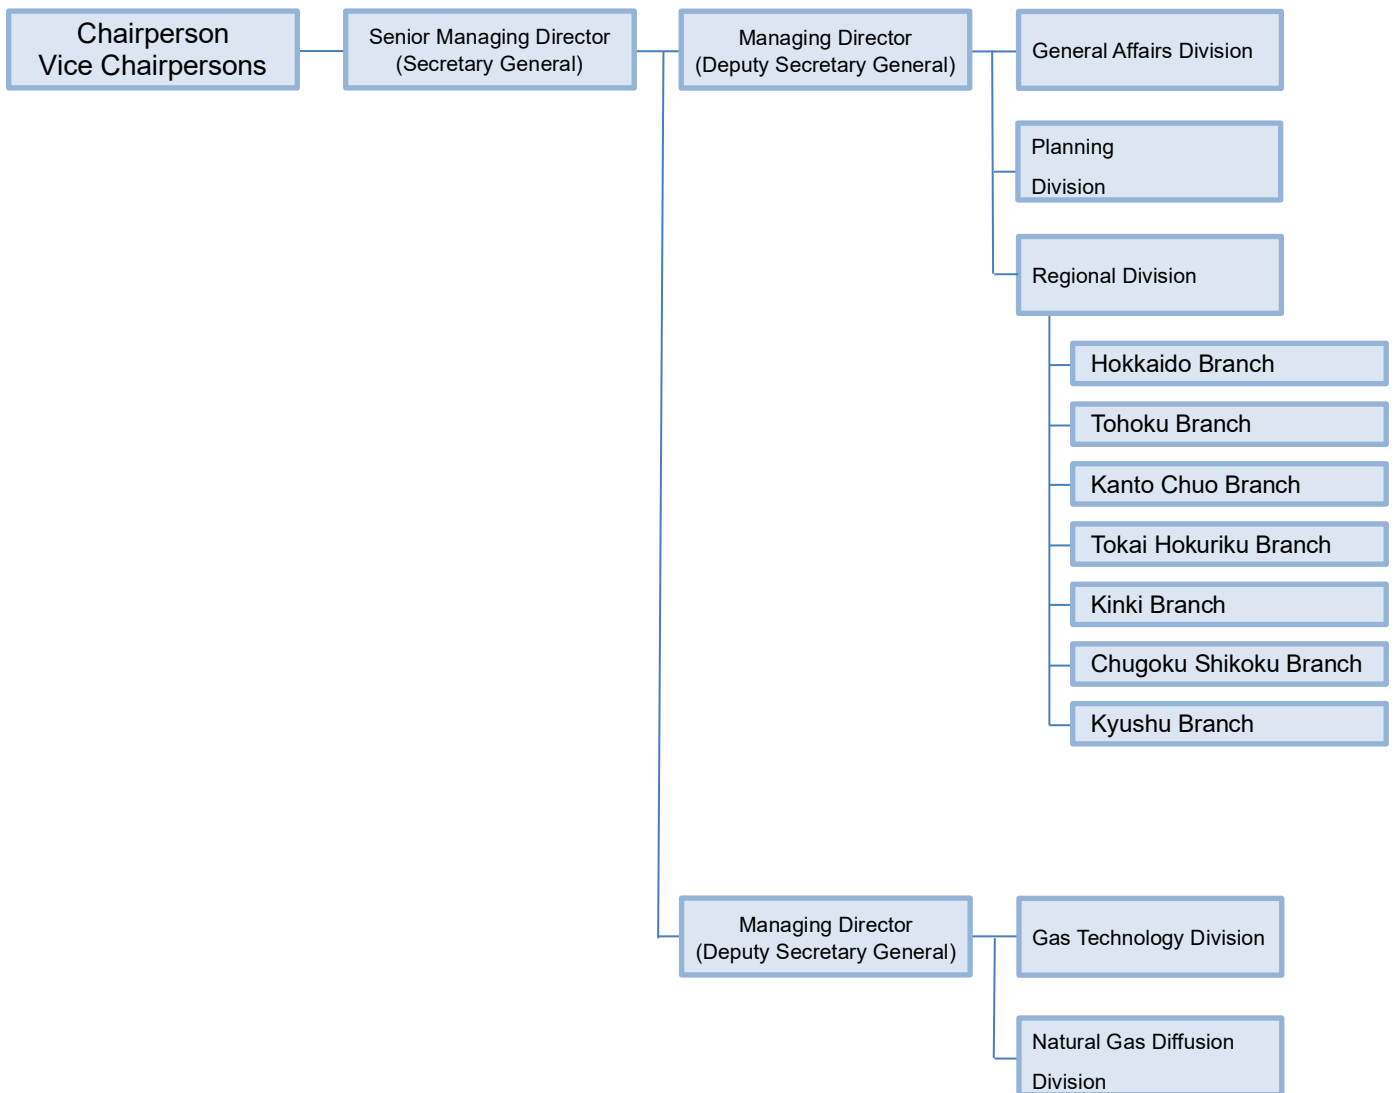 Chairperson
Vice Chairpersons
Senior Managing Director
(Secretary General)
Managing Director
(Deputy Secretary General)
General Affairs Division
Planning
Division
Regional Division
Hokkaido Branch
Tohoku Branch
Kanto Chuo Branch
Tokai Hokuriku Branch
Kinki Branch
Chugoku Shikoku Branch
Kyushu Branch
Managing Director
(Deputy Secretary General)
Gas Technology Division
Natural Gas Diffusion
Division